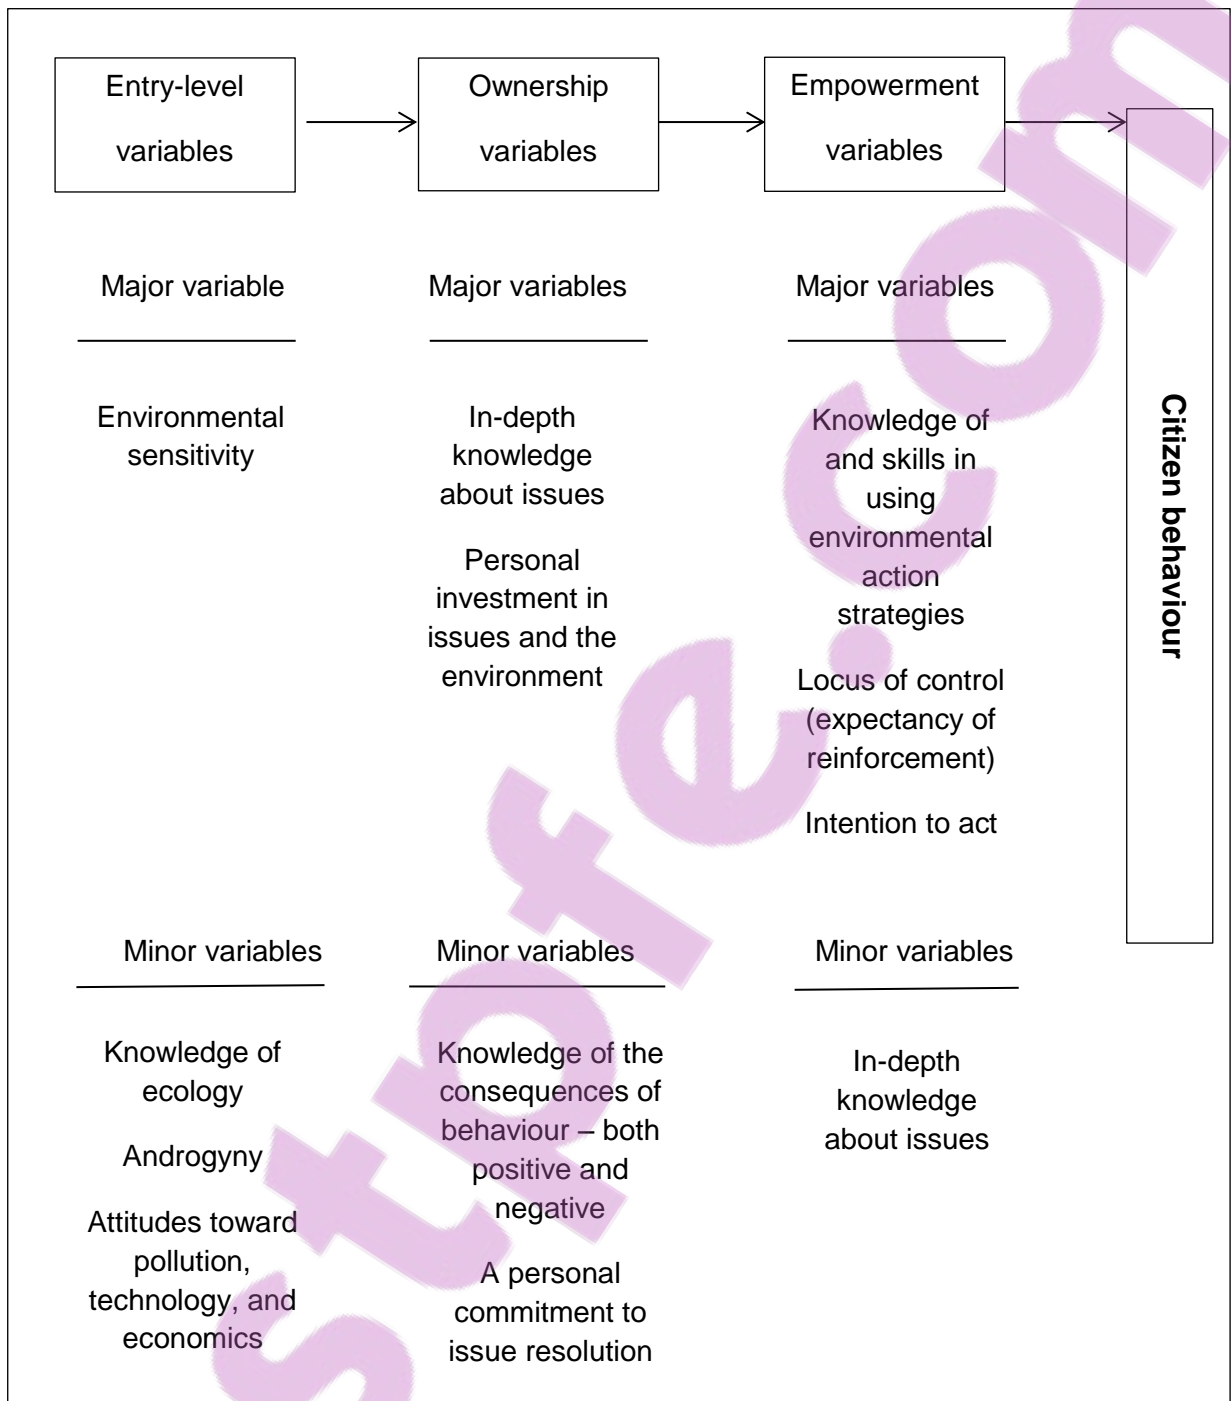 Entry-level
variables
Ownership
variables
Empowerment
variables
Major variable
Environmental
sensitivity
Major variables
In-depth
knowledge
about issues
Personal
investment in
issues and the
environment
Major variables
Knowledge of
and skills in
using
environmental
action
strategies
Locus of control
(expectancy of
reinforcement)
Intention to act
Citizen behaviour
Minor variables
Knowledge of
ecology
Androgyny
Attitudes toward
pollution,
technology, and
economics
Minor variables
Knowledge of the
consequences of
behaviour – both
positive and
negative
A personal
commitment to
issue resolution
Minor variables
In-depth
knowledge
about issues
stpfe.com